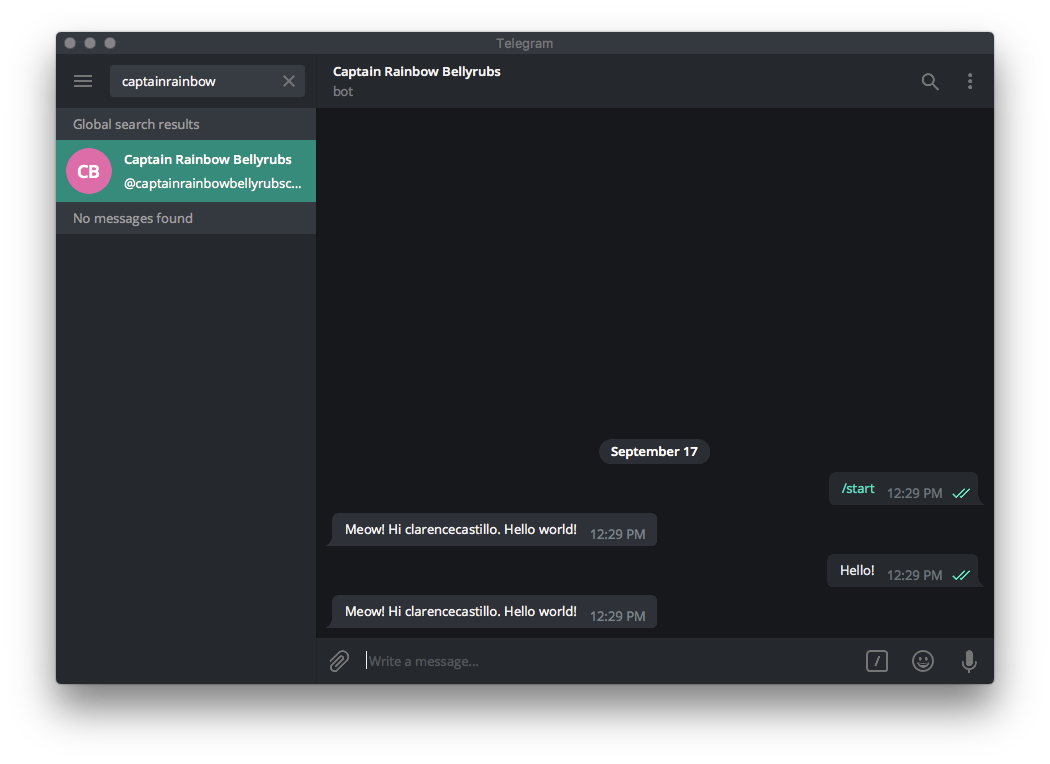 Telegram
captainrainbow
Captain Rainbow Bellyrubs
bot
Global search results
CB
Captain Rainbow Bellyrubs
@captainrainbowbellyrubsc...
No messages found
September 17
/start 12:29 PM
Meow! Hi clarencecastillo. Hello world! 12:29 PM
Hello! 12:29 PM
Meow! Hi clarencecastillo. Hello world! 12:29 PM
Write a message...
/